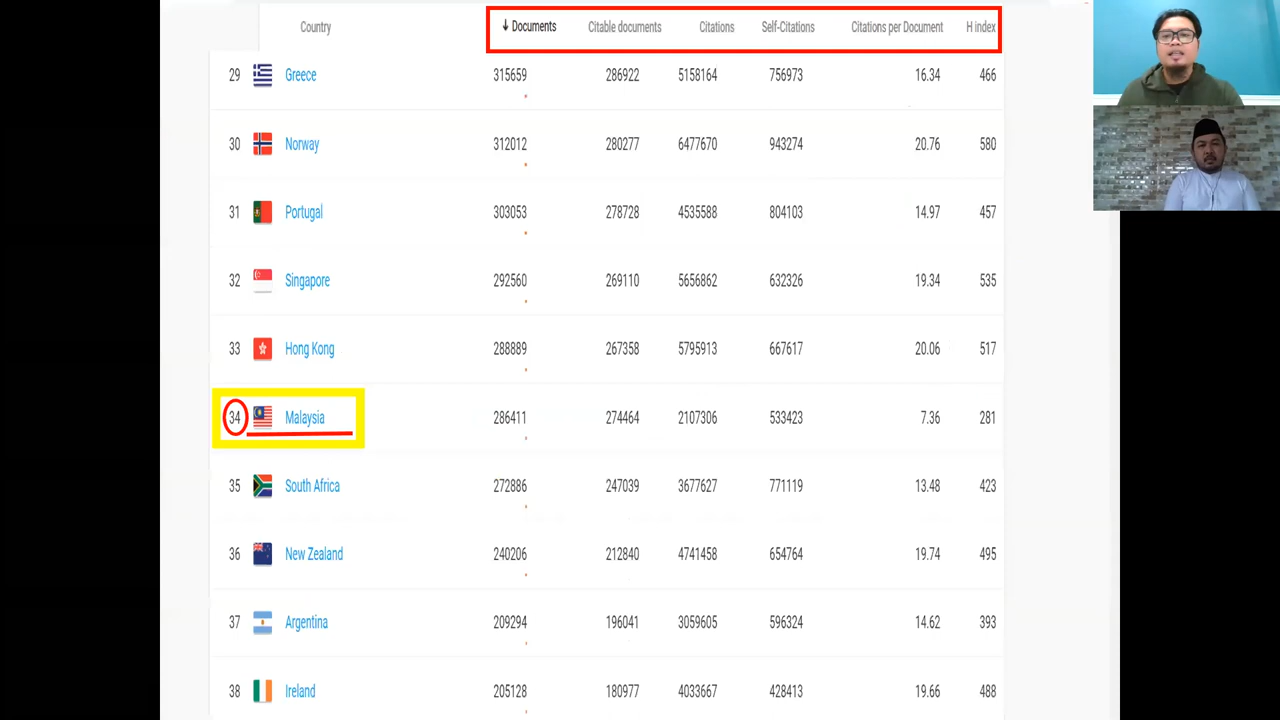 Country ↓ Documents Citable documents Citations Self-Citations Citations per Document H index
29 Greece 315659 286922 5158164 756973 16.34 466
30 Norway 312012 280277 6477670 943274 20.76 580
31 Portugal 303053 278728 4535588 804103 14.97 457
32 Singapore 292560 269110 5656862 632326 19.34 535
33 Hong Kong 288889 267358 5795913 667617 20.06 517
34 Malaysia 286411 274464 2107306 533423 7.36 281
35 South Africa 272886 247039 3677627 771119 13.48 423
36 New Zealand 240206 212840 4741458 654764 19.74 495
37 Argentina 209294 196041 3059605 596324 14.62 393
38 Ireland 205128 180977 4033667 428413 19.66 488